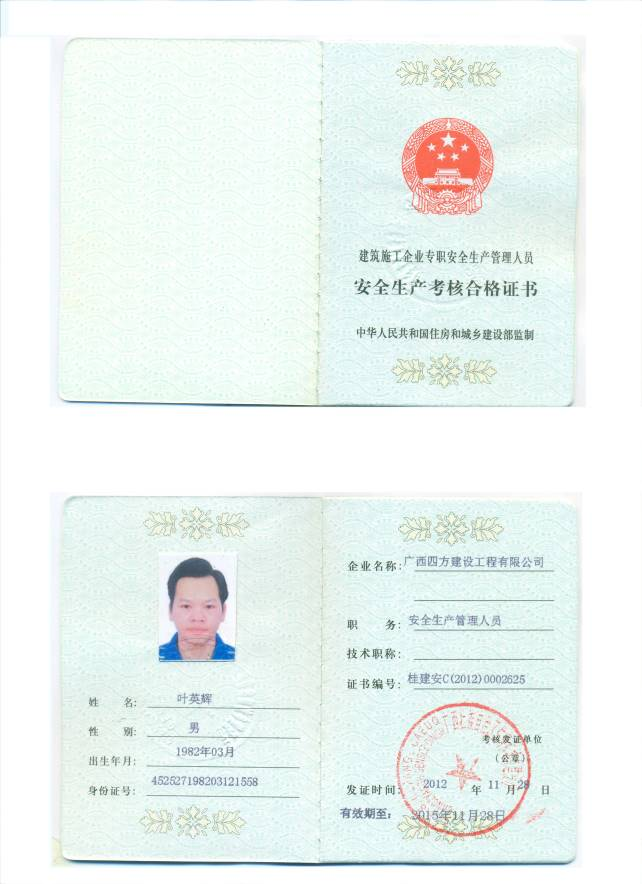 建筑施工企业专职安全生产管理人员
安全生产考核合格证书
中华人民共和国住房和城乡建设部监制
姓 名: 叶英辉
性 别: 男
出生年月: 1982年03月
身份证号: 452527198203121558
企业名称: 广西四方建设工程有限公司
职 务: 安全生产管理人员
技术职称:
证书编号: 桂建安C(2012)0002625
考核发证单位
(公章)
发证时间: 2012 年 11 月 28 日
有效期至: 2015年11月28日